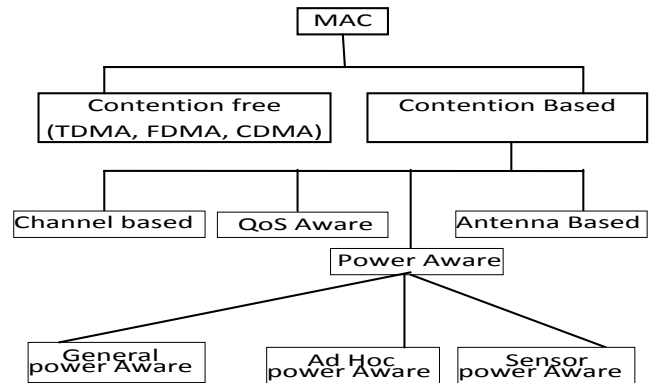 MAC
Contention free
(TDMA, FDMA, CDMA)
Contention Based
Channel based
QoS Aware
Antenna Based
Power Aware
General
power Aware
Ad Hoc
power Aware
Sensor
power Aware